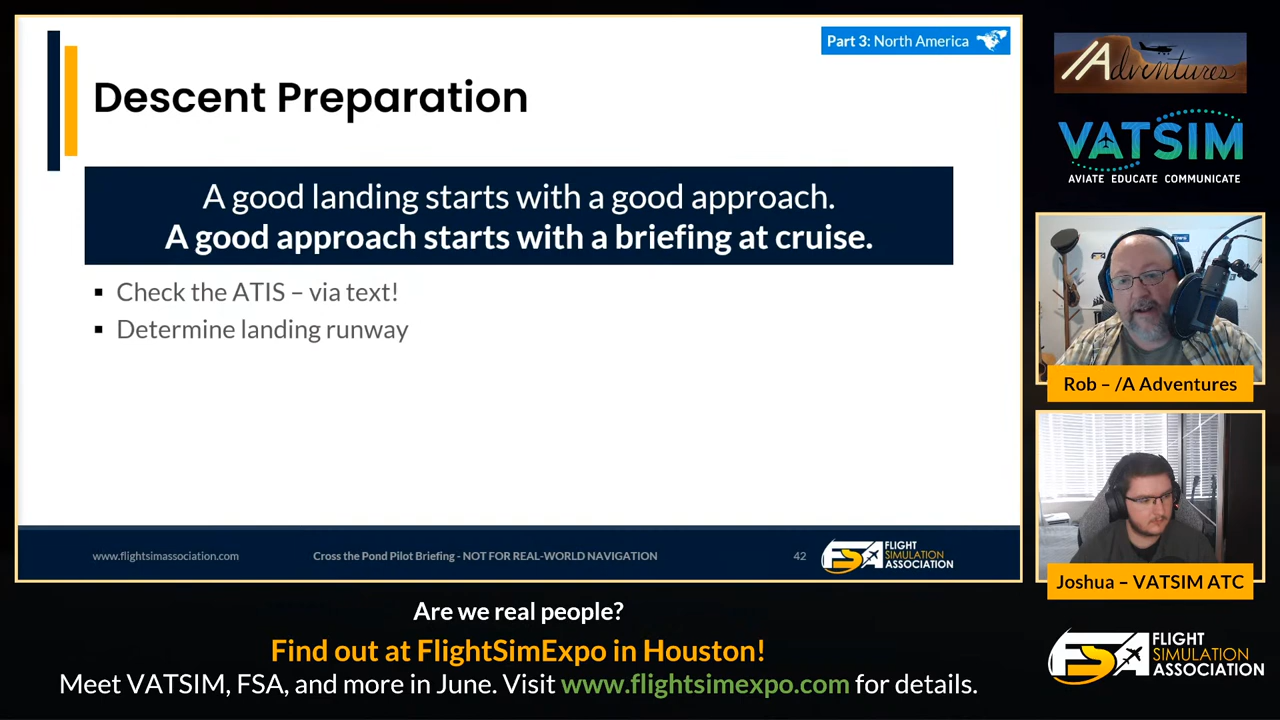 Part 3: North America
Descent Preparation
A good landing starts with a good approach.
A good approach starts with a briefing at cruise.
▪ Check the ATIS – via text!
▪ Determine landing runway
www.flightsimassociation.com
Cross the Pond Pilot Briefing - NOT FOR REAL-WORLD NAVIGATION
42
FSA FLIGHT
SIMULATION
ASSOCIATION
/Adventures
VATSIM
AVIATE EDUCATE COMMUNICATE
Rob – /A Adventures
Joshua – VATSIM ATC
Are we real people?
Find out at FlightSimExpo in Houston!
Meet VATSIM, FSA, and more in June. Visit www.flightsimexpo.com for details.
FSA FLIGHT
SIMULATION
ASSOCIATION